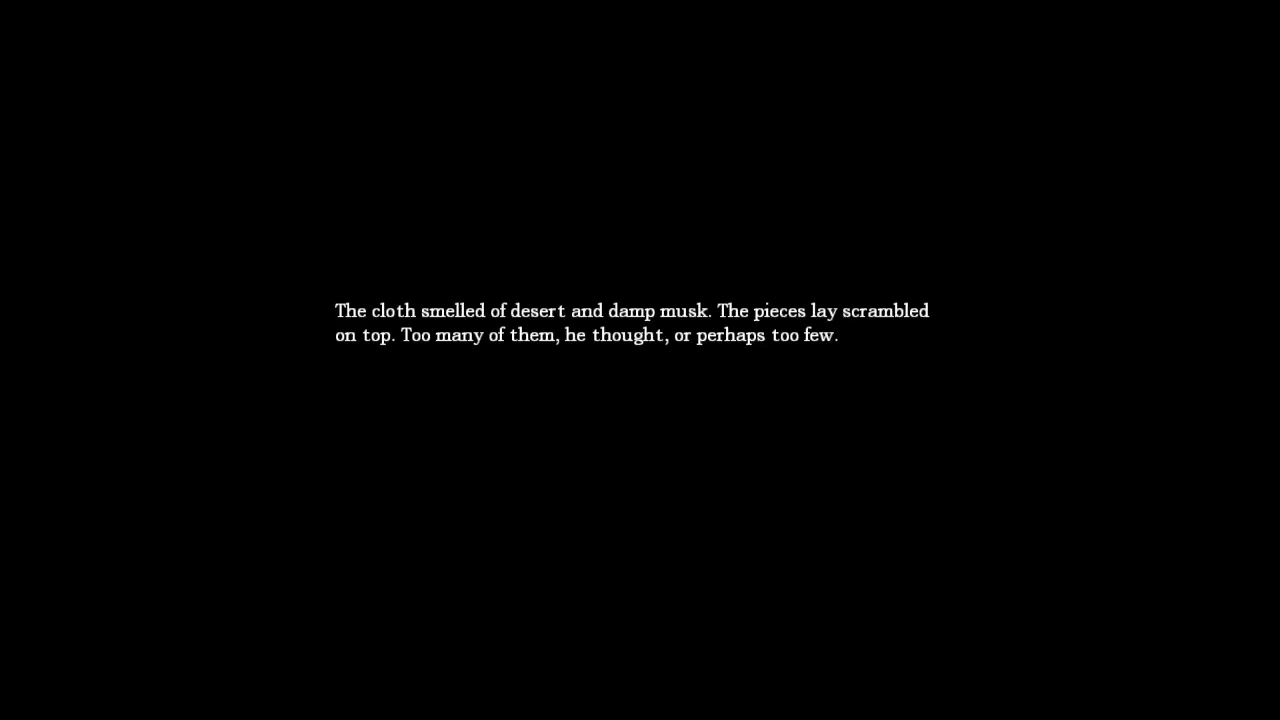 The cloth smelled of desert and damp musk. The pieces lay scrambled
on top. Too many of them, he thought, or perhaps too few.